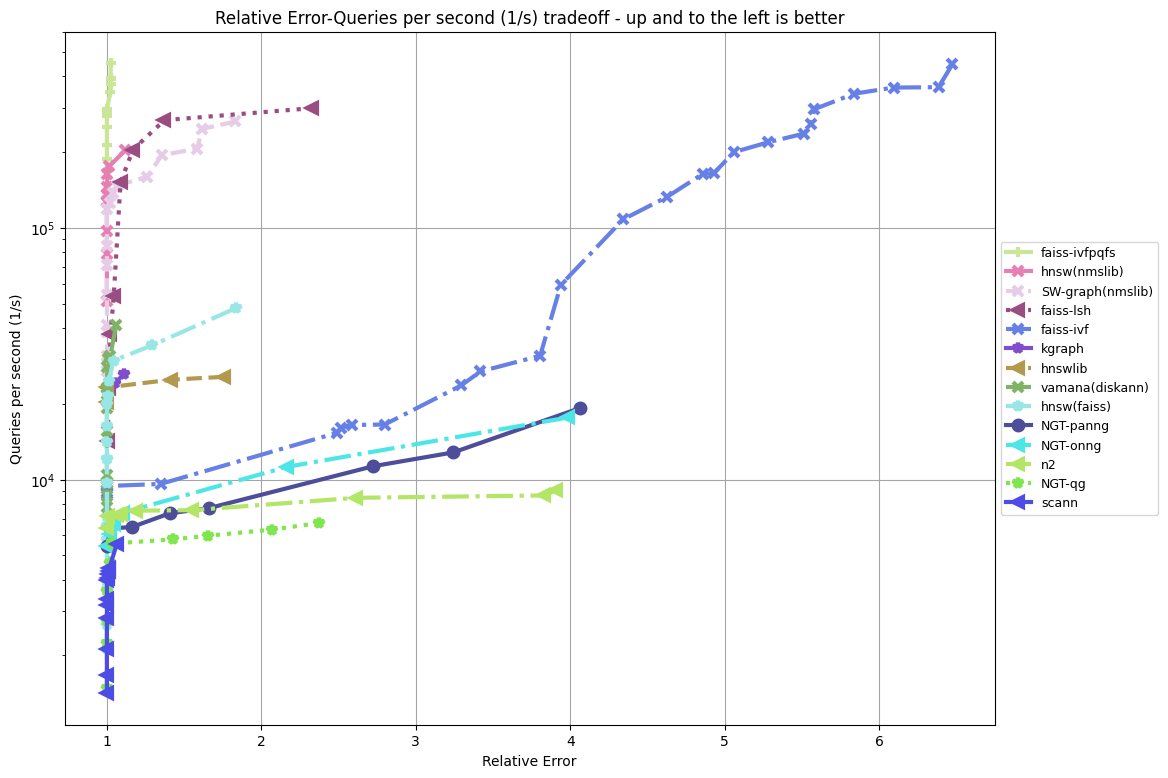 Relative Error-Queries per second (1/s) tradeoff - up and to the left is better
Queries per second (1/s)
10^5
10^4
1 2 3 4 5 6
Relative Error
faiss-ivfpqfs
hnsw(nmslib)
SW-graph(nmslib)
faiss-lsh
faiss-ivf
kgraph
hnswlib
vamana(diskann)
hnsw(faiss)
NGT-panng
NGT-onng
n2
NGT-qg
scann